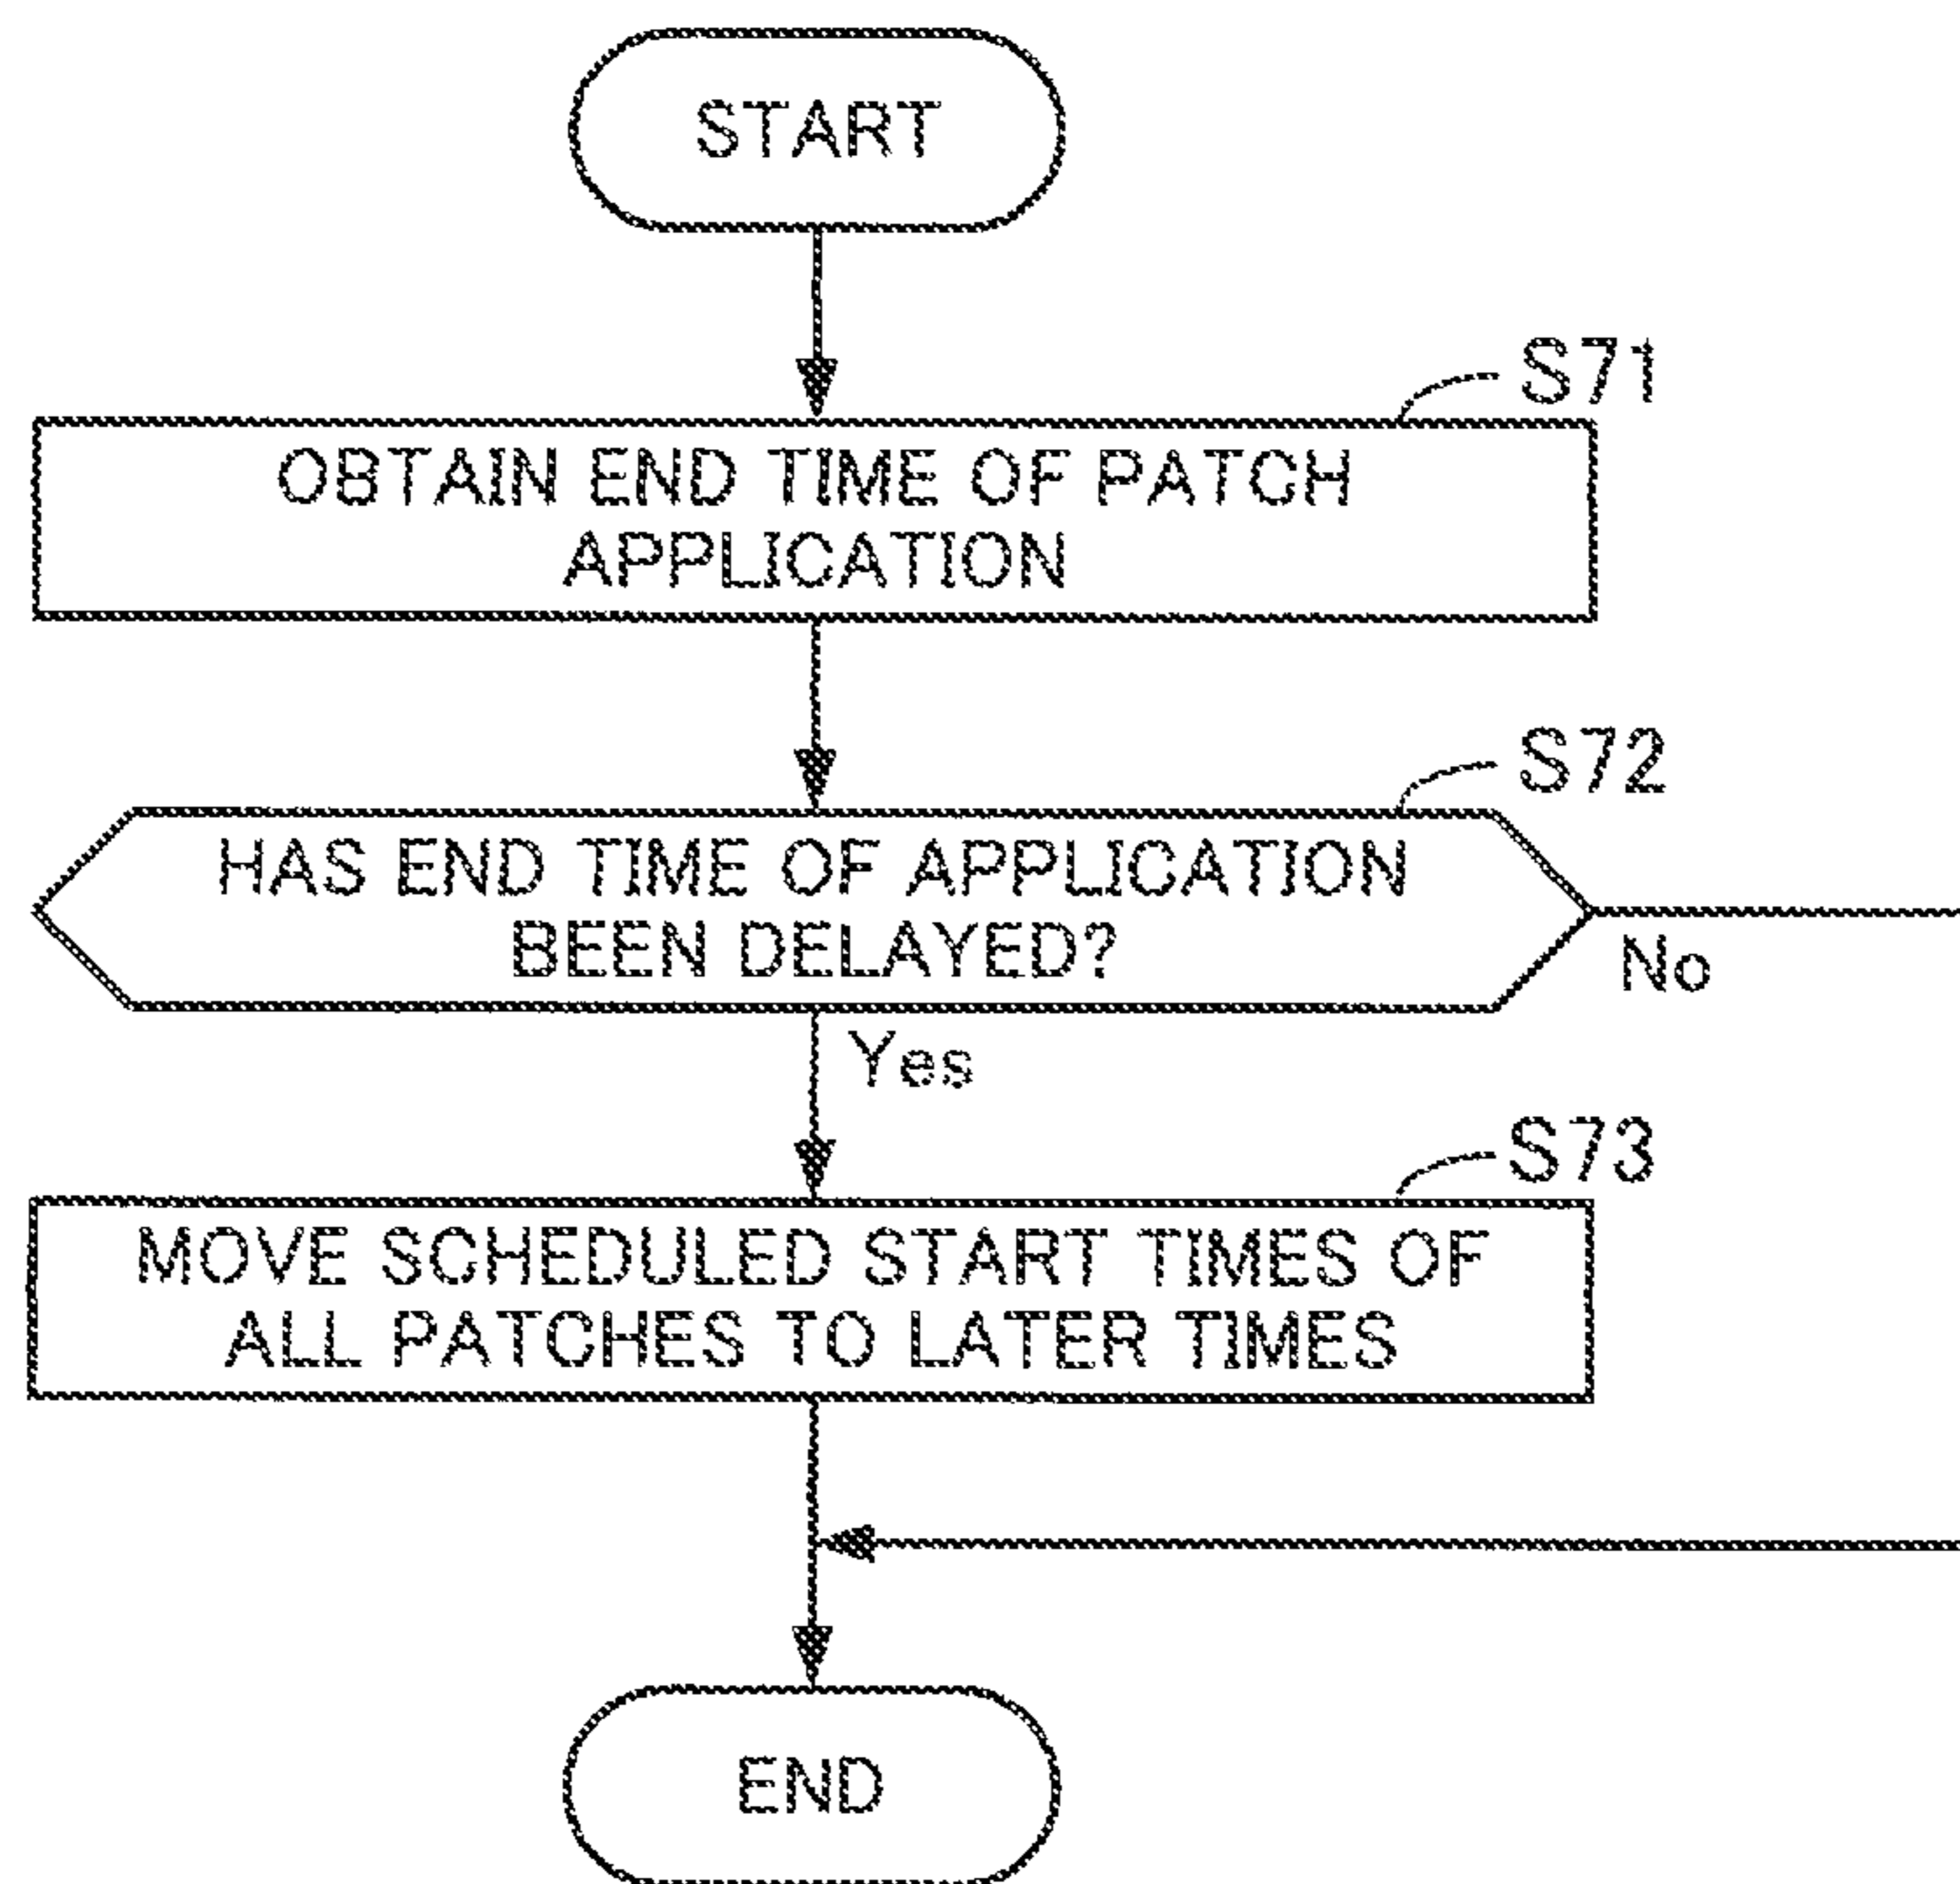 START
S71
OBTAIN END TIME OF PATCH
APPLICATION
S72
HAS END TIME OF APPLICATION
BEEN DELAYED?
No
Yes
S73
MOVE SCHEDULED START TIMES OF
ALL PATCHES TO LATER TIMES
END